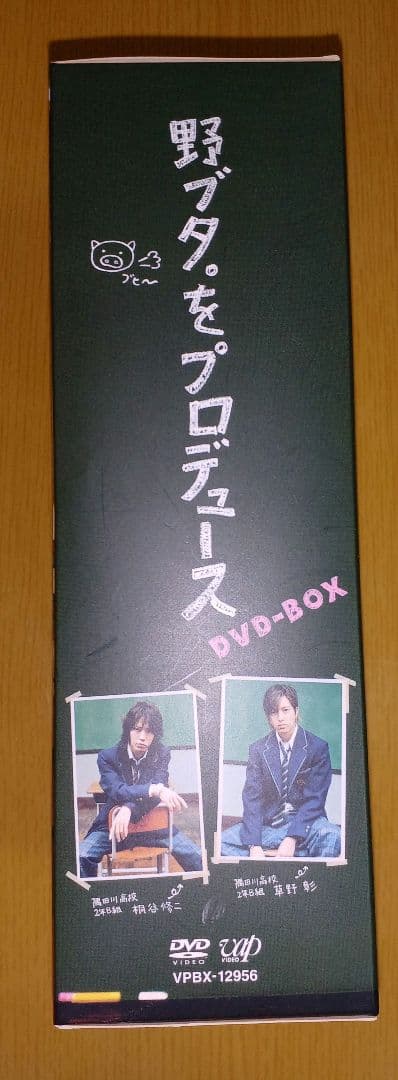 野ブタ。をプロデュース
ブヒ〜
DVD-BOX
隅田川高校
2年B組 桐谷修二
隅田川高校
2年B組 草野 彰
DVD
VIDEO
vap
VIDEO
VPBX-12956